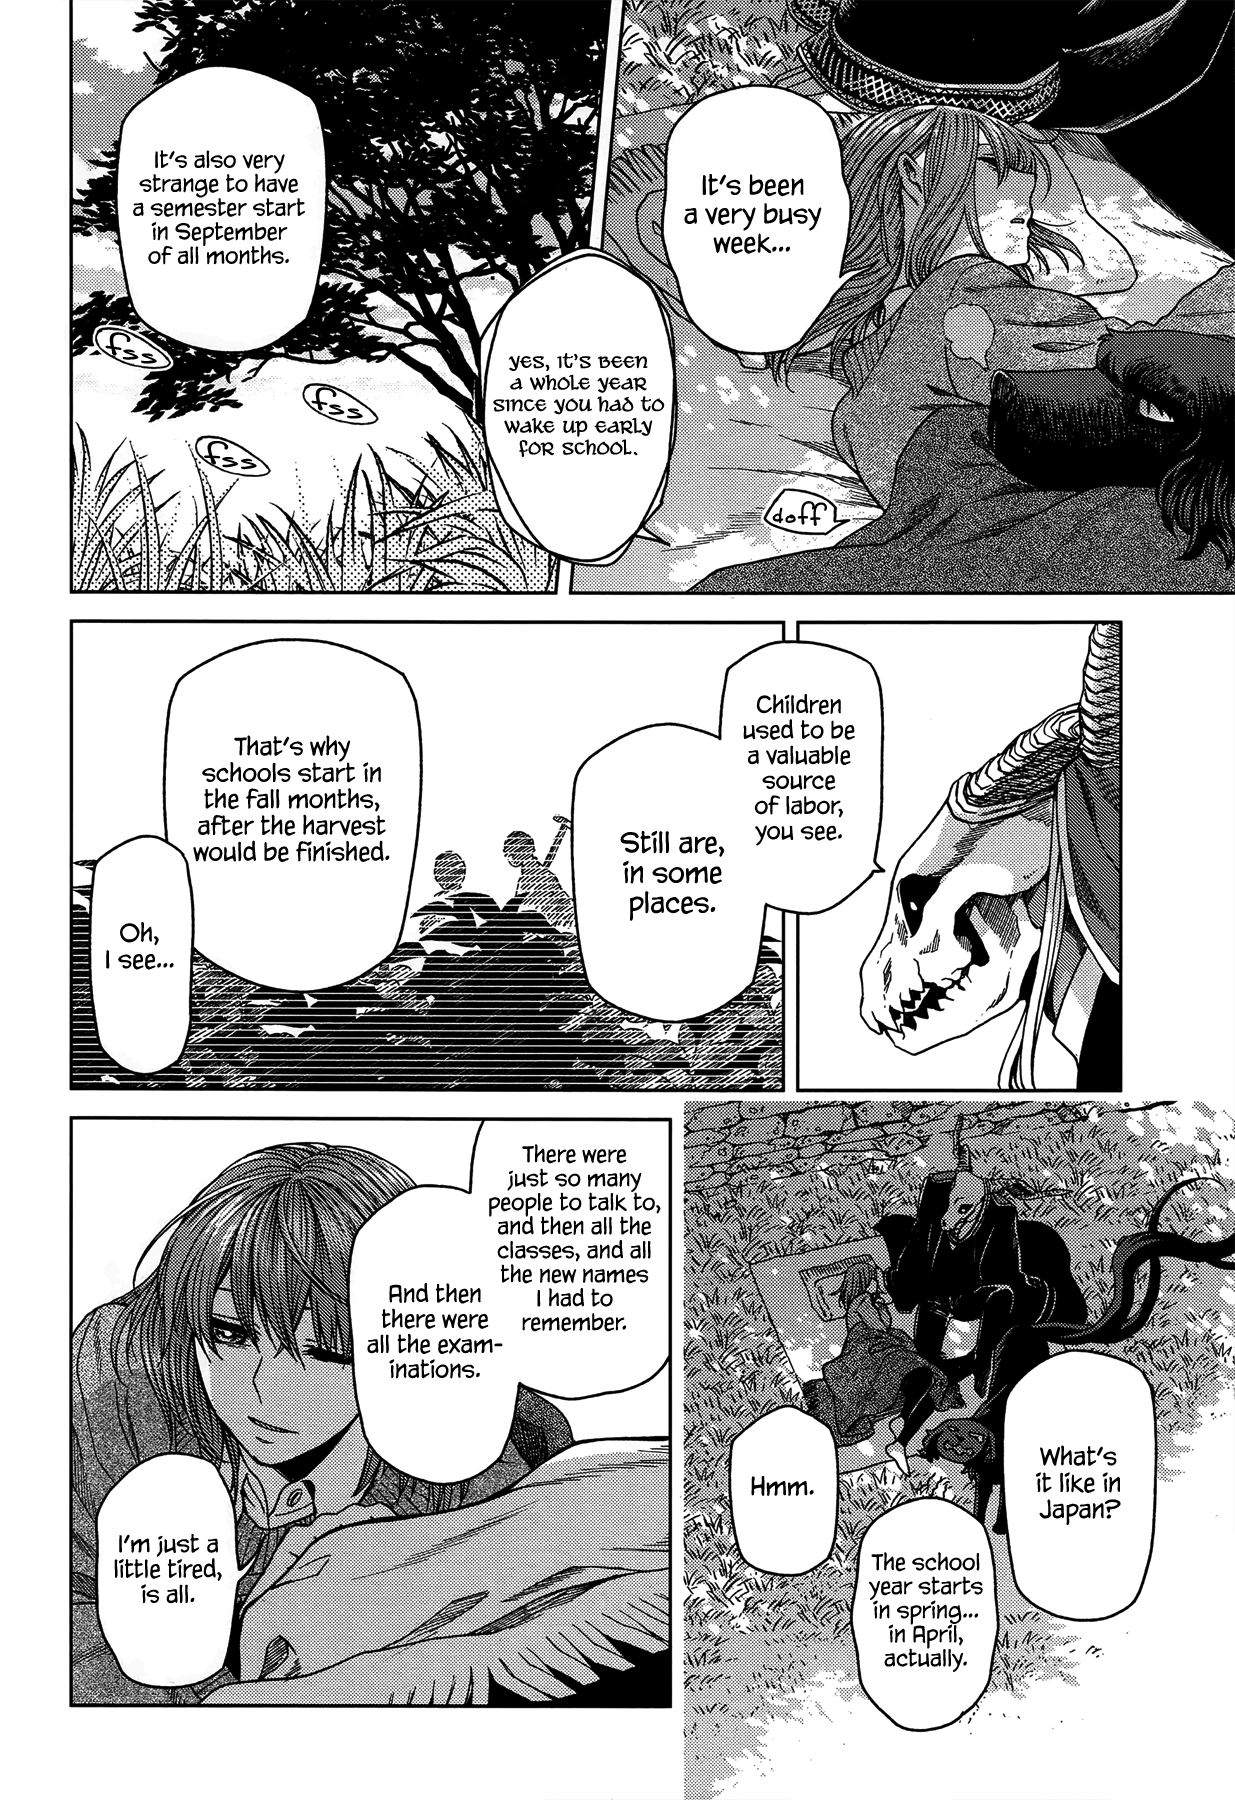 It's been
a very busy
week...
yes, it's been
a whole year
since you had to
wake up early
for school.
doff
It's also very
strange to have
a semester start
in September
of all months.
fss
fss
fss
Children
used to be
a valuable
source
of labor,
you see.
Still are,
in some
places.
That's why
schools start in
the fall months,
after the harvest
would be finished.
Oh,
I see...
What's
it like in
Japan?
The school
year starts
in spring...
in April,
actually.
Hmm.
There were
just so many
people to talk to,
and then all the
classes, and all
the new names
I had to
remember.
And then
there were
all the exam-
inations.
I'm just a
little tired,
is all.